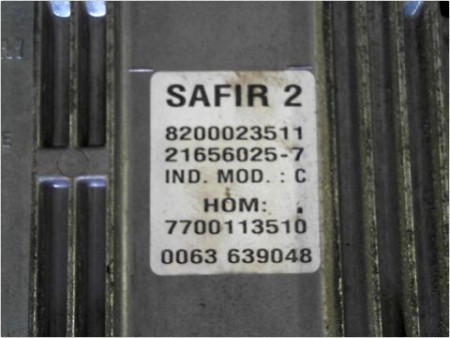 SAFIR 2
8200023511
21656025-7
IND. MOD. : C
HOM: .
7700113510
0063 639048